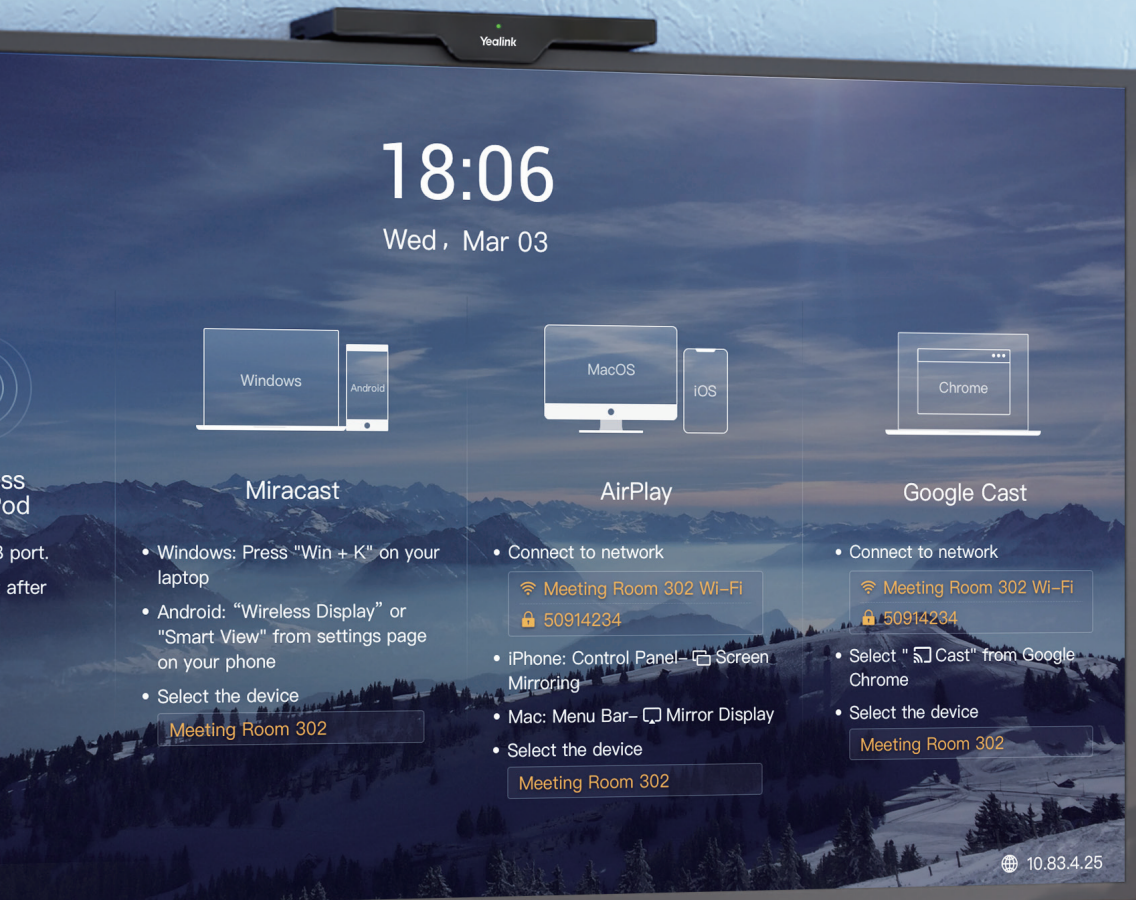 Yealink
18:06
Wed, Mar 03
Windows
Android
MacOS
iOS
Chrome
Miracast
• Windows: Press "Win + K" on your
laptop
• Android: “Wireless Display” or
"Smart View" from settings page
on your phone
• Select the device
Meeting Room 302
AirPlay
• Connect to network
Meeting Room 302 Wi-Fi
50914234
• iPhone: Control Panel- Screen
Mirroring
• Mac: Menu Bar- Mirror Display
• Select the device
Meeting Room 302
Google Cast
• Connect to network
Meeting Room 302 Wi-Fi
50914234
• Select " Cast" from Google
Chrome
• Select the device
Meeting Room 302
ss
od
port.
after
10.83.4.25